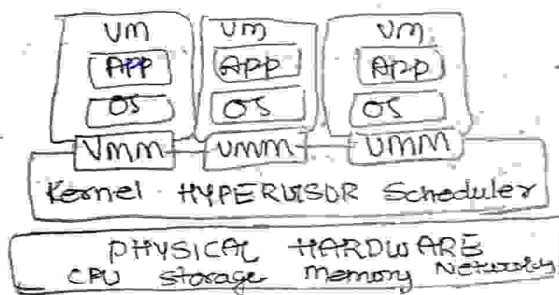 VM VM VM
APP App App
OS OS OS
VMM VMM VMM
Kernel HYPERVISOR Scheduler
PHYSICAL HARDWARE
CPU Storage Memory Networks